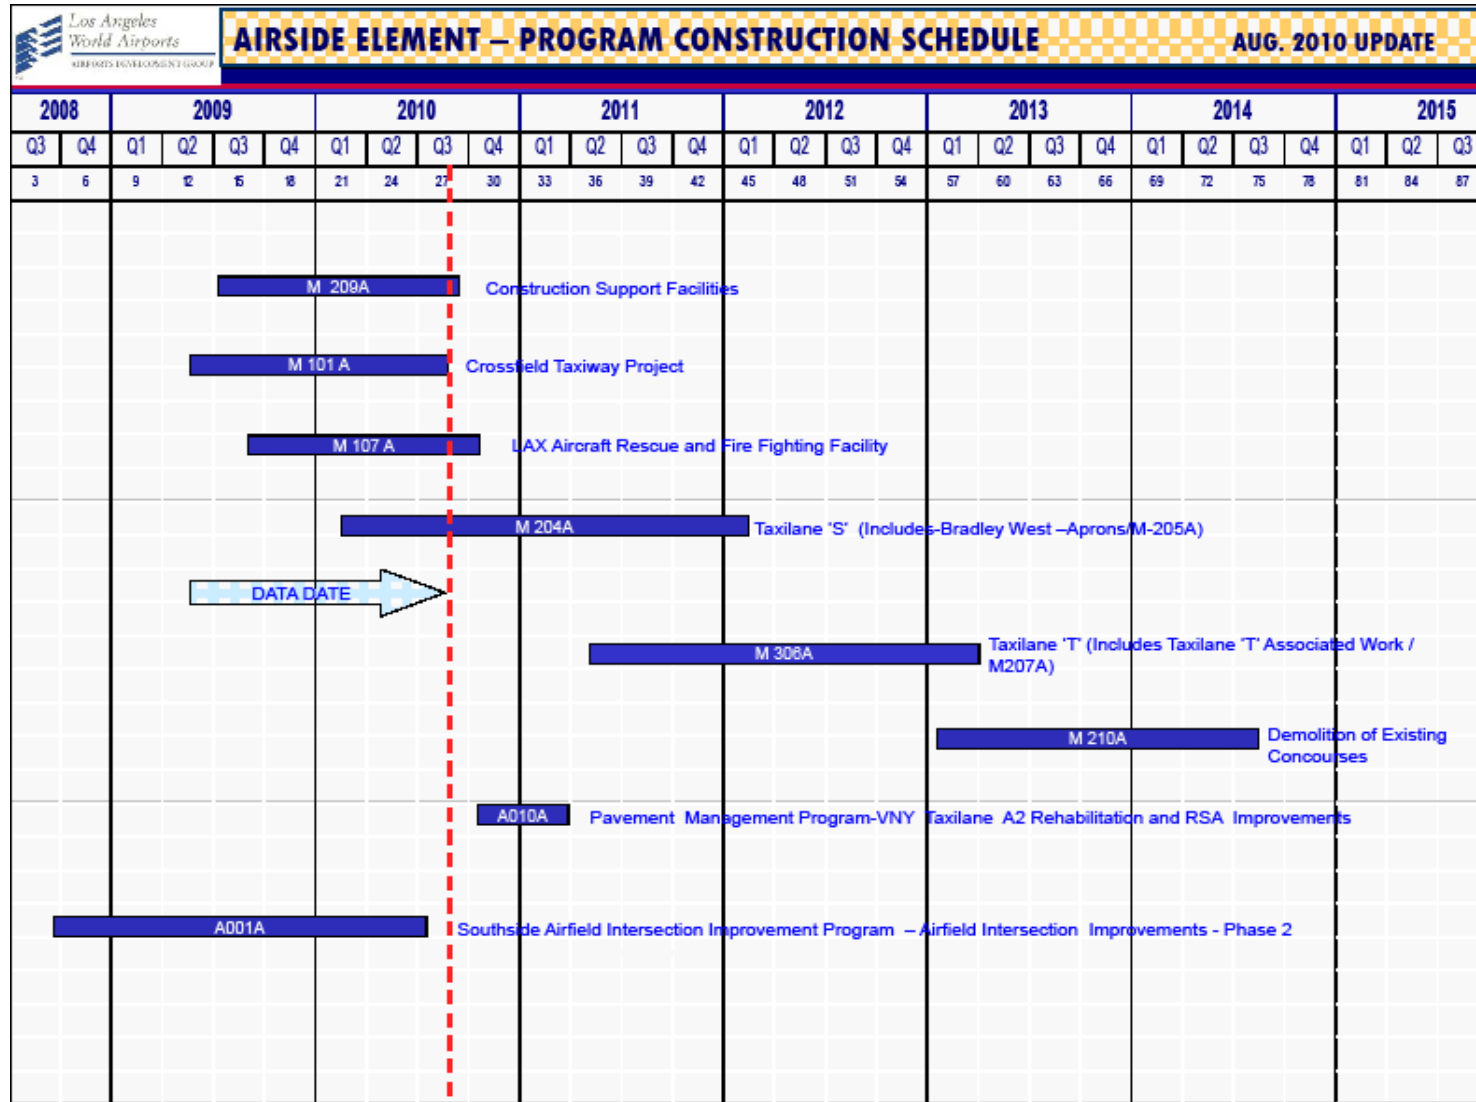 Los Angeles
World Airports
AIRPORTS DEVELOPMENT GROUP
AIRSIDE ELEMENT – PROGRAM CONSTRUCTION SCHEDULE
AUG. 2010 UPDATE
2008 2009 2010 2011 2012 2013 2014 2015
Q3 Q4 Q1 Q2 Q3 Q4 Q1 Q2 Q3 Q4 Q1 Q2 Q3 Q4 Q1 Q2 Q3 Q4 Q1 Q2 Q3 Q4 Q1 Q2 Q3 Q4 Q1 Q2 Q3
3 6 9 12 15 18 21 24 27 30 33 36 39 42 45 48 51 54 57 60 63 66 69 72 75 78 81 84 87
M 209A Construction Support Facilities
M 101 A Crossfield Taxiway Project
M 107 A LAX Aircraft Rescue and Fire Fighting Facility
M 204A Taxilane 'S' (Includes-Bradley West –Aprons/M-205A)
DATA DATE
M 306A Taxilane 'T' (Includes Taxilane 'T' Associated Work /
M207A)
M 210A Demolition of Existing
Concourses
A010A Pavement Management Program-VNY Taxilane A2 Rehabilitation and RSA Improvements
A001A Southside Airfield Intersection Improvement Program – Airfield Intersection Improvements - Phase 2